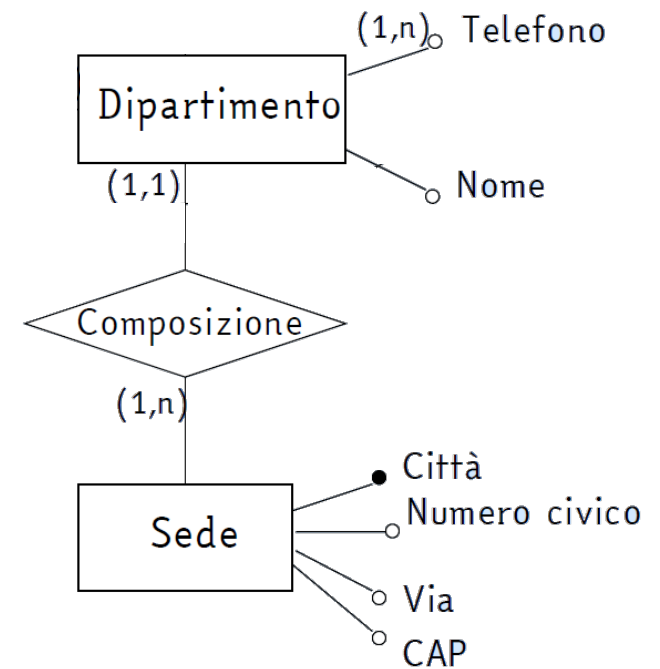 (1,n) Telefono
Dipartimento
(1,1)
Nome
Composizione
(1,n)
Città
Numero civico
Sede
Via
CAP